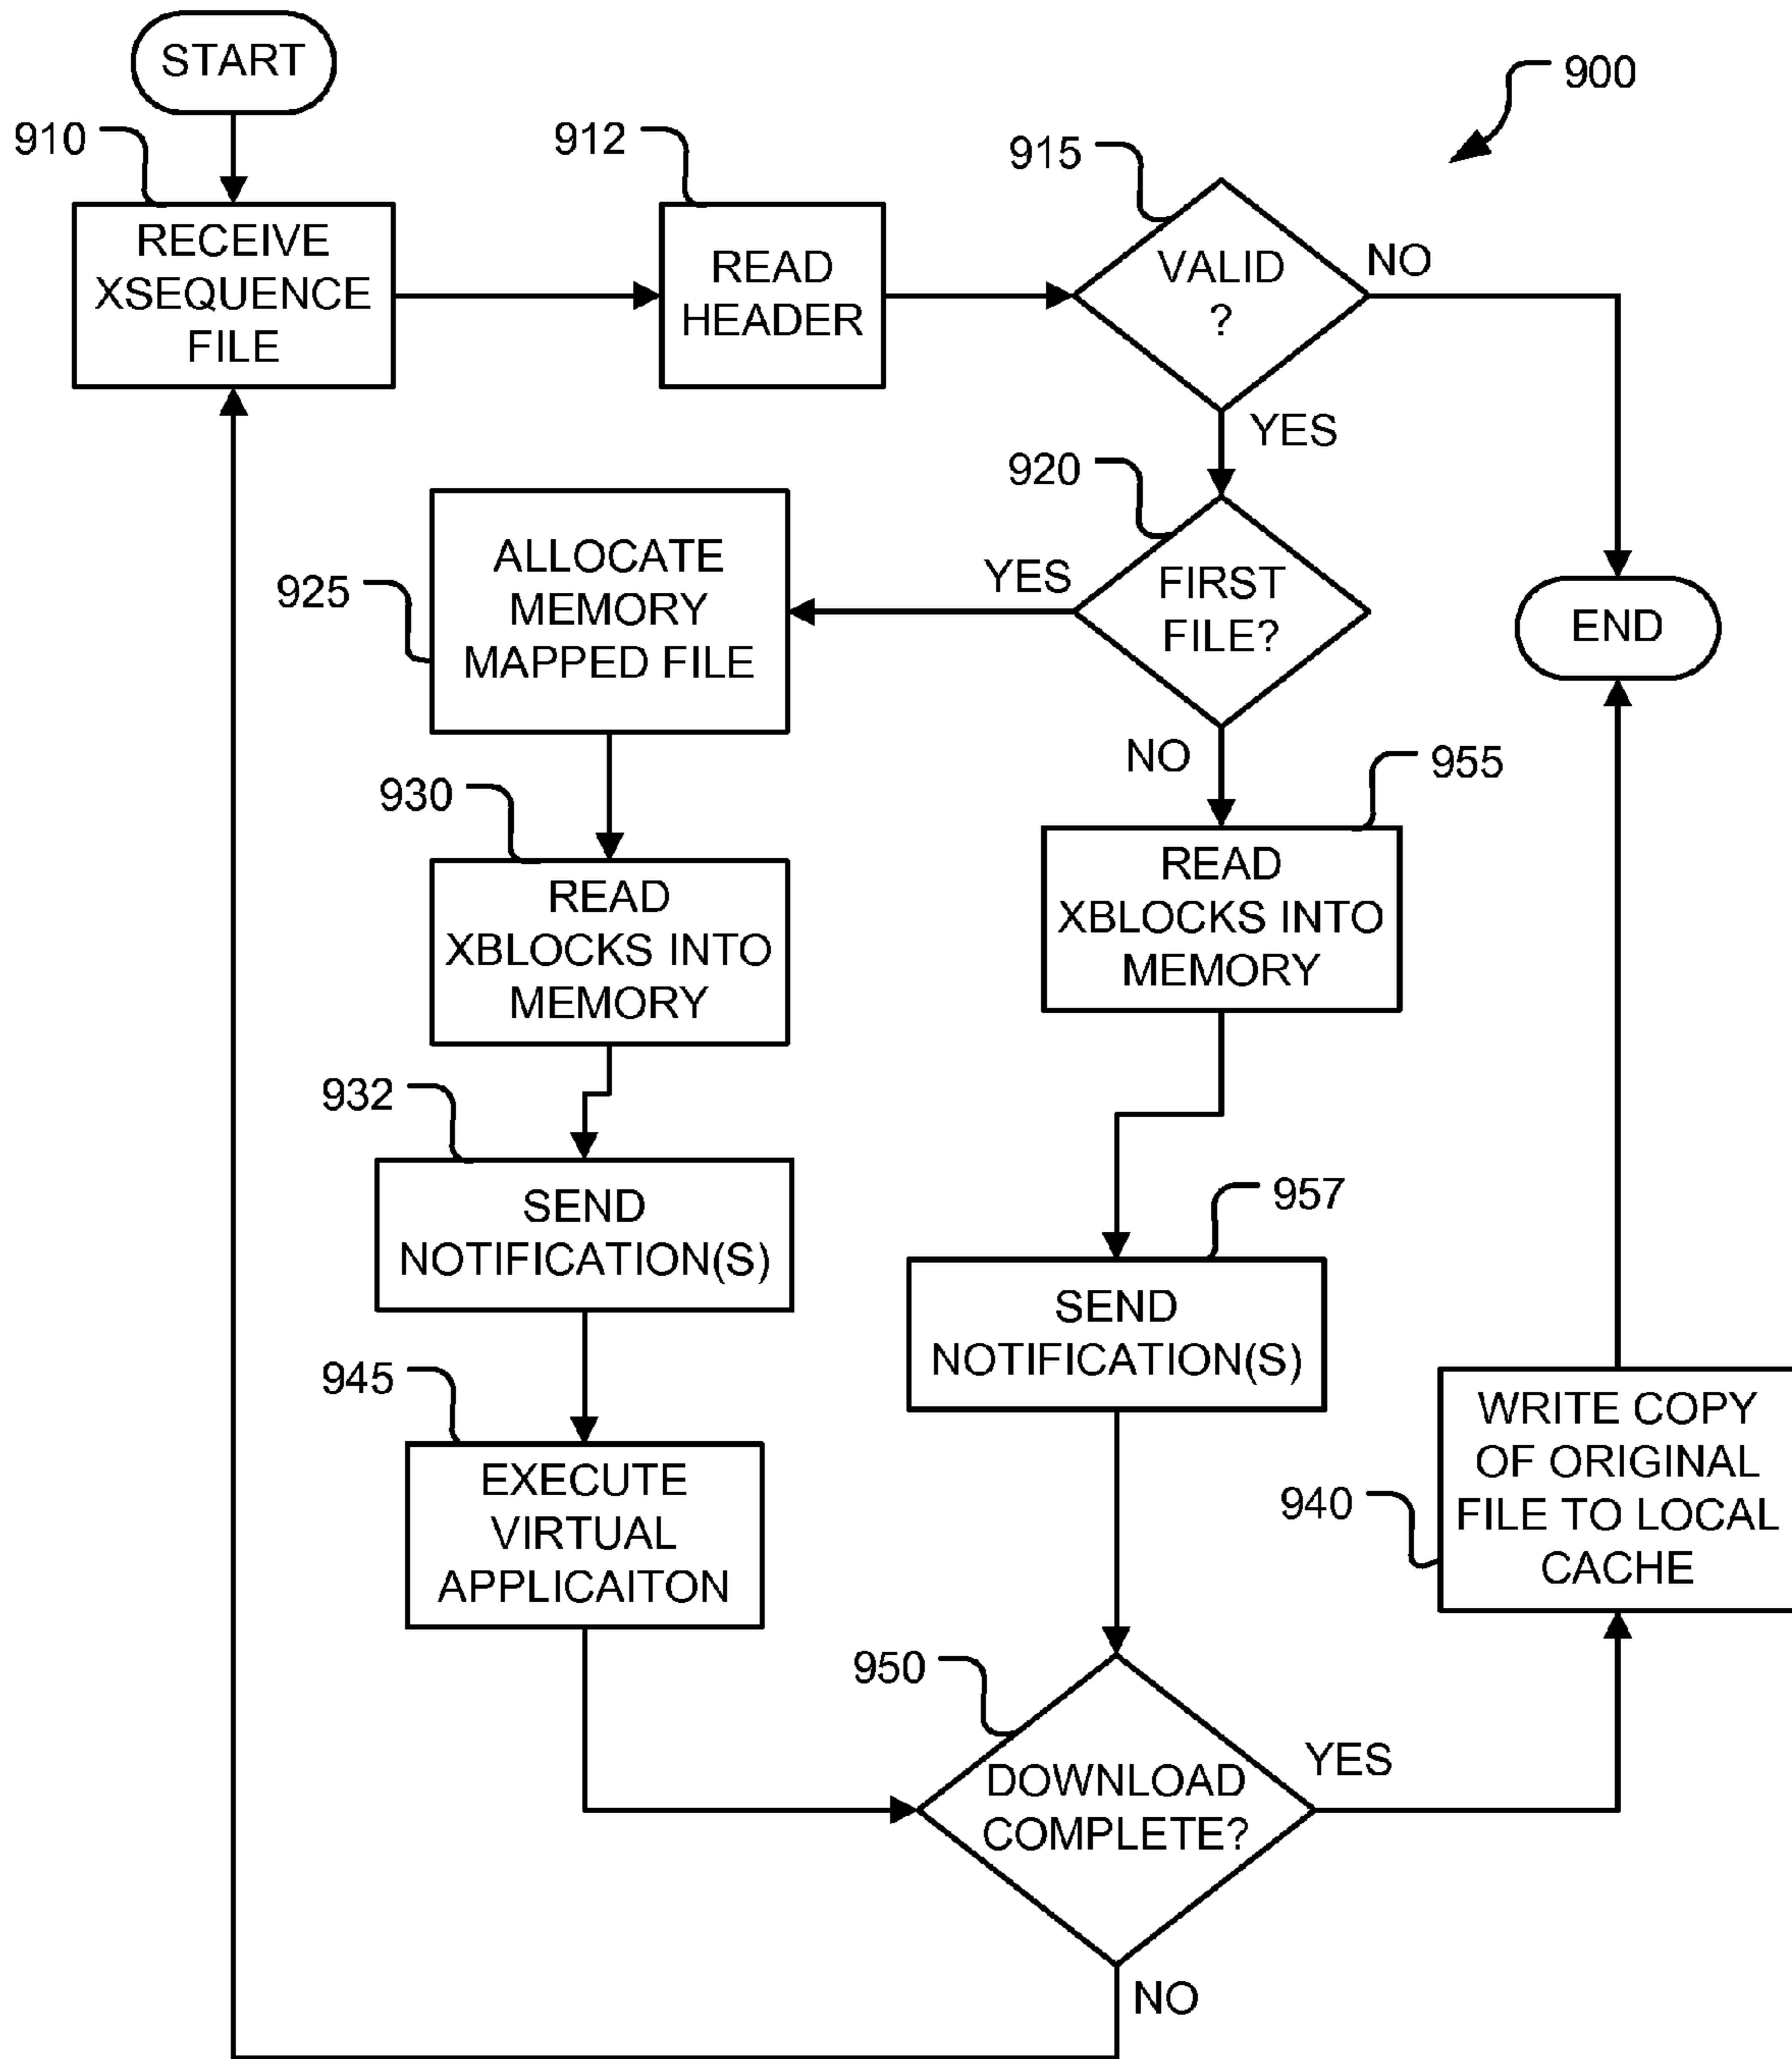 START
900
910
912
915
RECEIVE
XSEQUENCE
FILE
READ
HEADER
VALID
?
NO
YES
920
925
ALLOCATE
MEMORY
MAPPED FILE
YES
FIRST
FILE?
END
NO
955
930
READ
XBLOCKS INTO
MEMORY
READ
XBLOCKS INTO
MEMORY
932
SEND
NOTIFICATION(S)
957
SEND
NOTIFICATION(S)
945
EXECUTE
VIRTUAL
APPLICAITON
940
WRITE COPY
OF ORIGINAL
FILE TO LOCAL
CACHE
950
DOWNLOAD
COMPLETE?
YES
NO